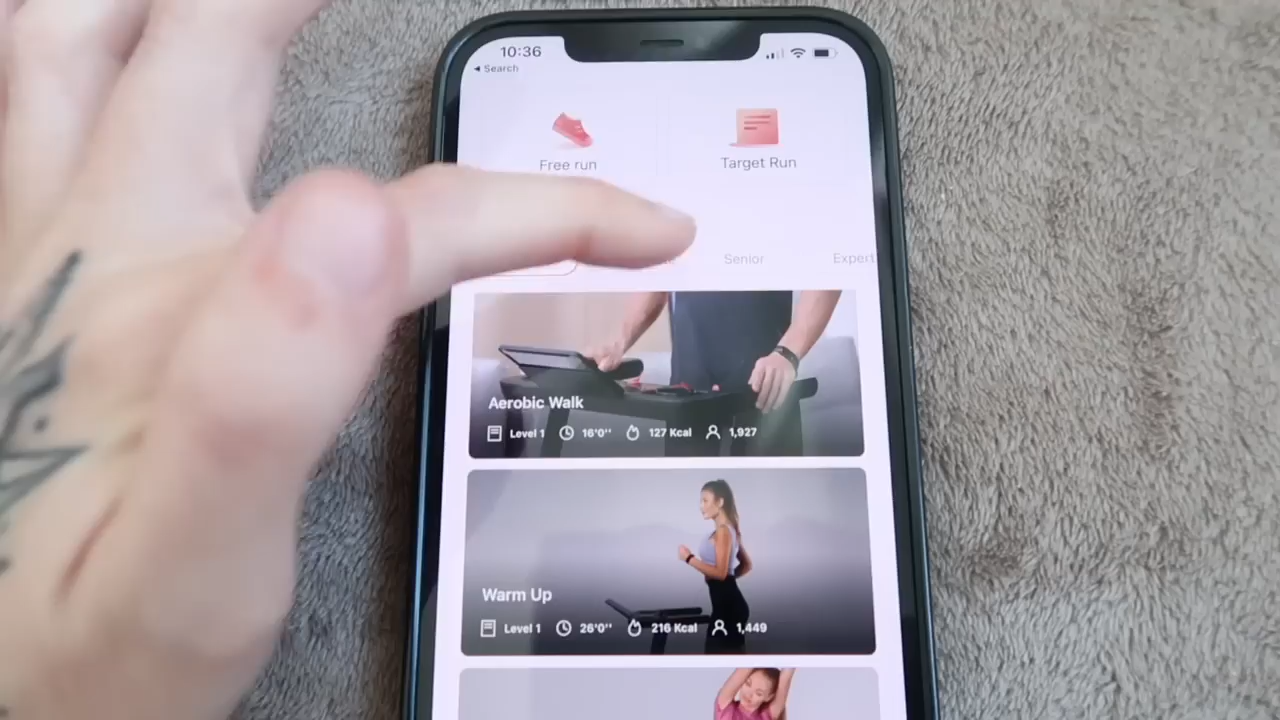 10:36
◂ Search
Free run
Target Run
Senior
Expert
Aerobic Walk
Level 1 16'0'' 127 Kcal 1,927
Warm Up
Level 1 26'0'' 216 Kcal 1,449